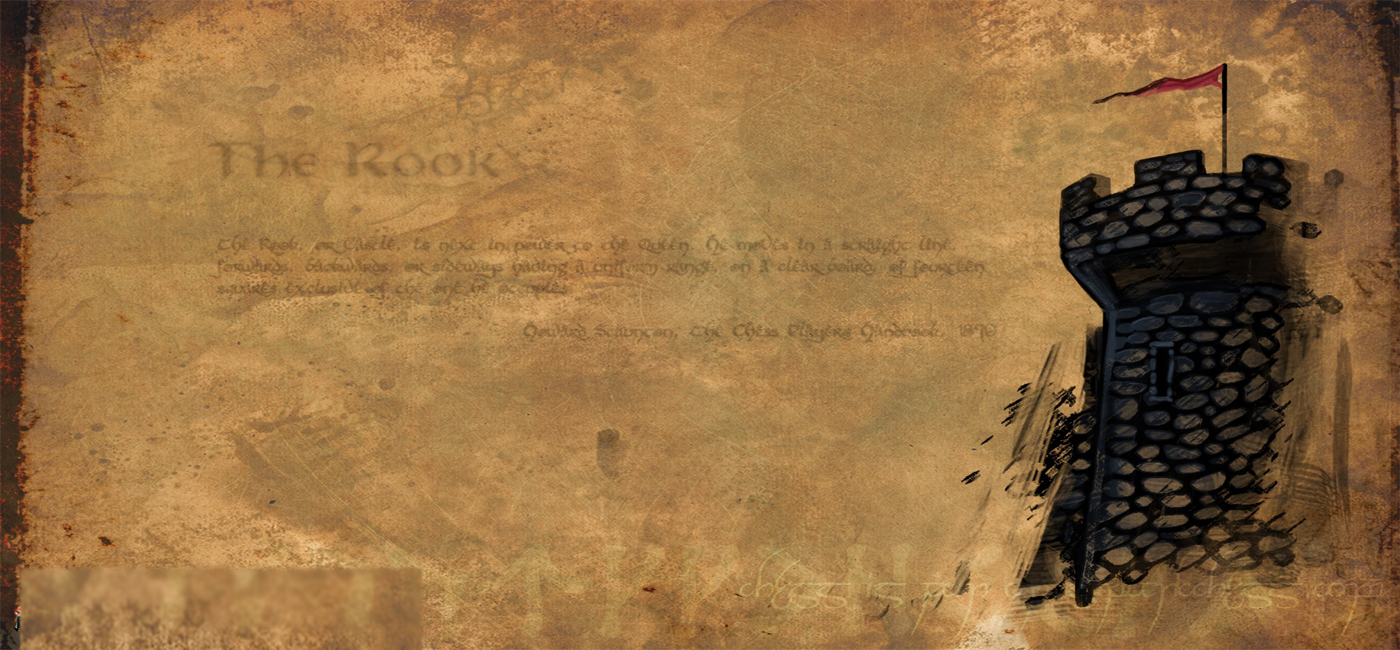 The Rook
The Rook, or Castle, is next in power to the Queen. He moves in a straight line,
forwards, backwards, or sideways having a uniform range, on a clear board, of fourteen
squares exclusive of the one he occupies
Howard Staunton, The Chess Players Handbook, 1890
chess is